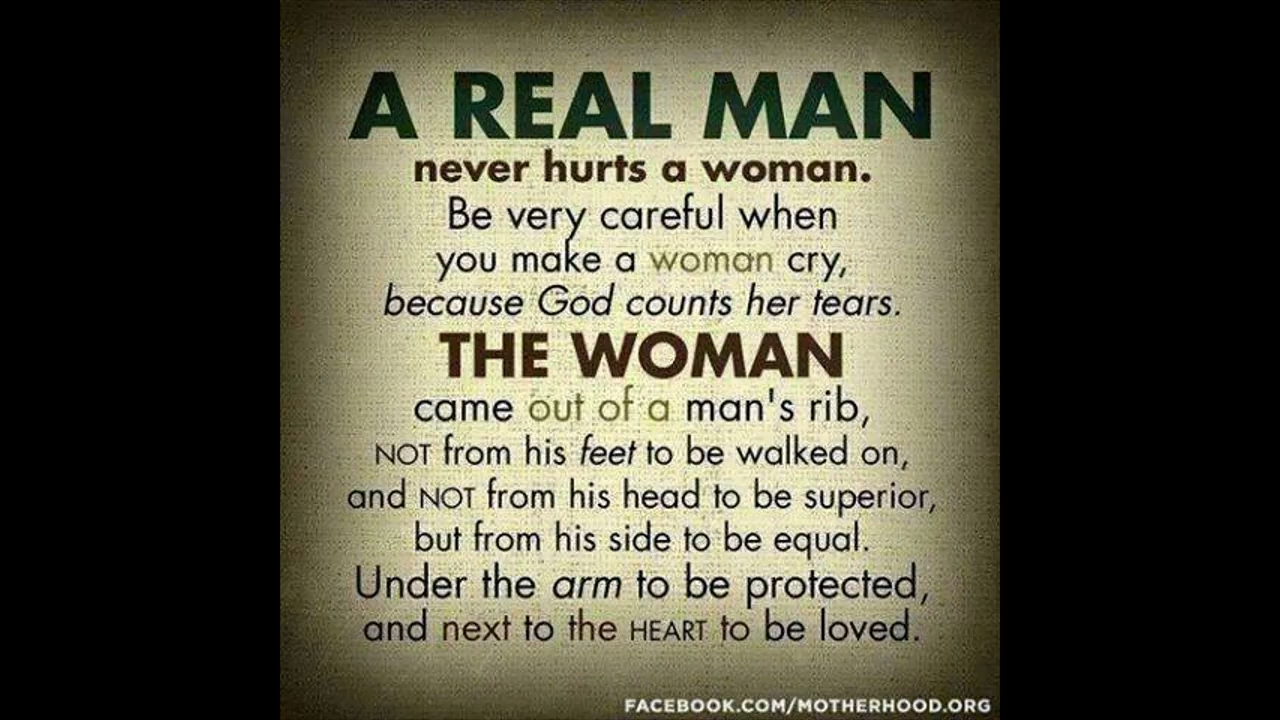 A REAL MAN
never hurts a woman.
Be very careful when
you make a woman cry,
because God counts her tears.
THE WOMAN
came out of a man's rib,
NOT from his feet to be walked on,
and NOT from his head to be superior,
but from his side to be equal.
Under the arm to be protected,
and next to the HEART to be loved.
FACEBOOK.COM/MOTHERHOOD.ORG